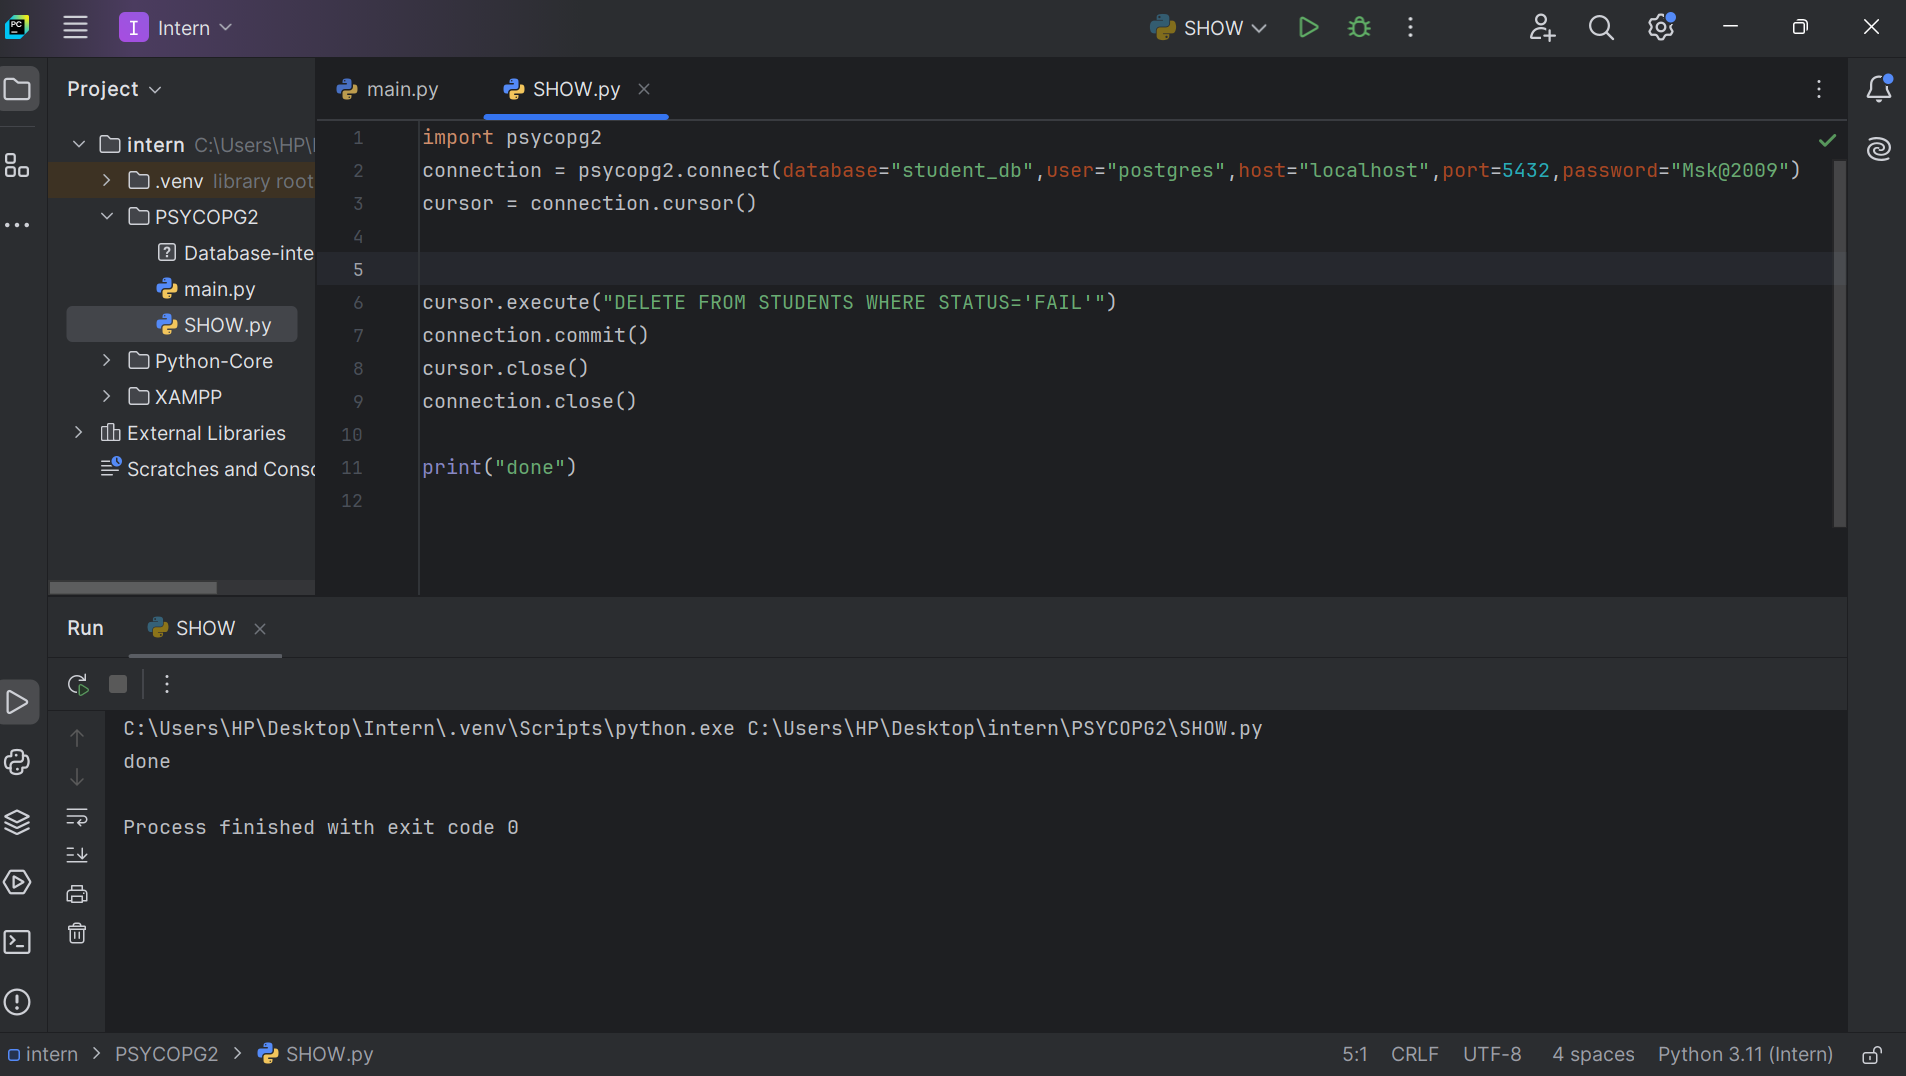 PC
I Intern
SHOW
Project
main.py
SHOW.py
intern C:\Users\HP\
.venv library root
PSYCOPG2
Database-inte
main.py
SHOW.py
Python-Core
XAMPP
External Libraries
Scratches and Conso
1 import psycopg2
2 connection = psycopg2.connect(database="student_db",user="postgres",host="localhost",port=5432,password="Msk@2009")
3 cursor = connection.cursor()
4
5
6 cursor.execute("DELETE FROM STUDENTS WHERE STATUS='FAIL'")
7 connection.commit()
8 cursor.close()
9 connection.close()
10
11 print("done")
12
Run SHOW
C:\Users\HP\Desktop\Intern\.venv\Scripts\python.exe C:\Users\HP\Desktop\intern\PSYCOPG2\SHOW.py
done
Process finished with exit code 0
intern > PSYCOPG2 > SHOW.py
5:1 CRLF UTF-8 4 spaces Python 3.11 (Intern)